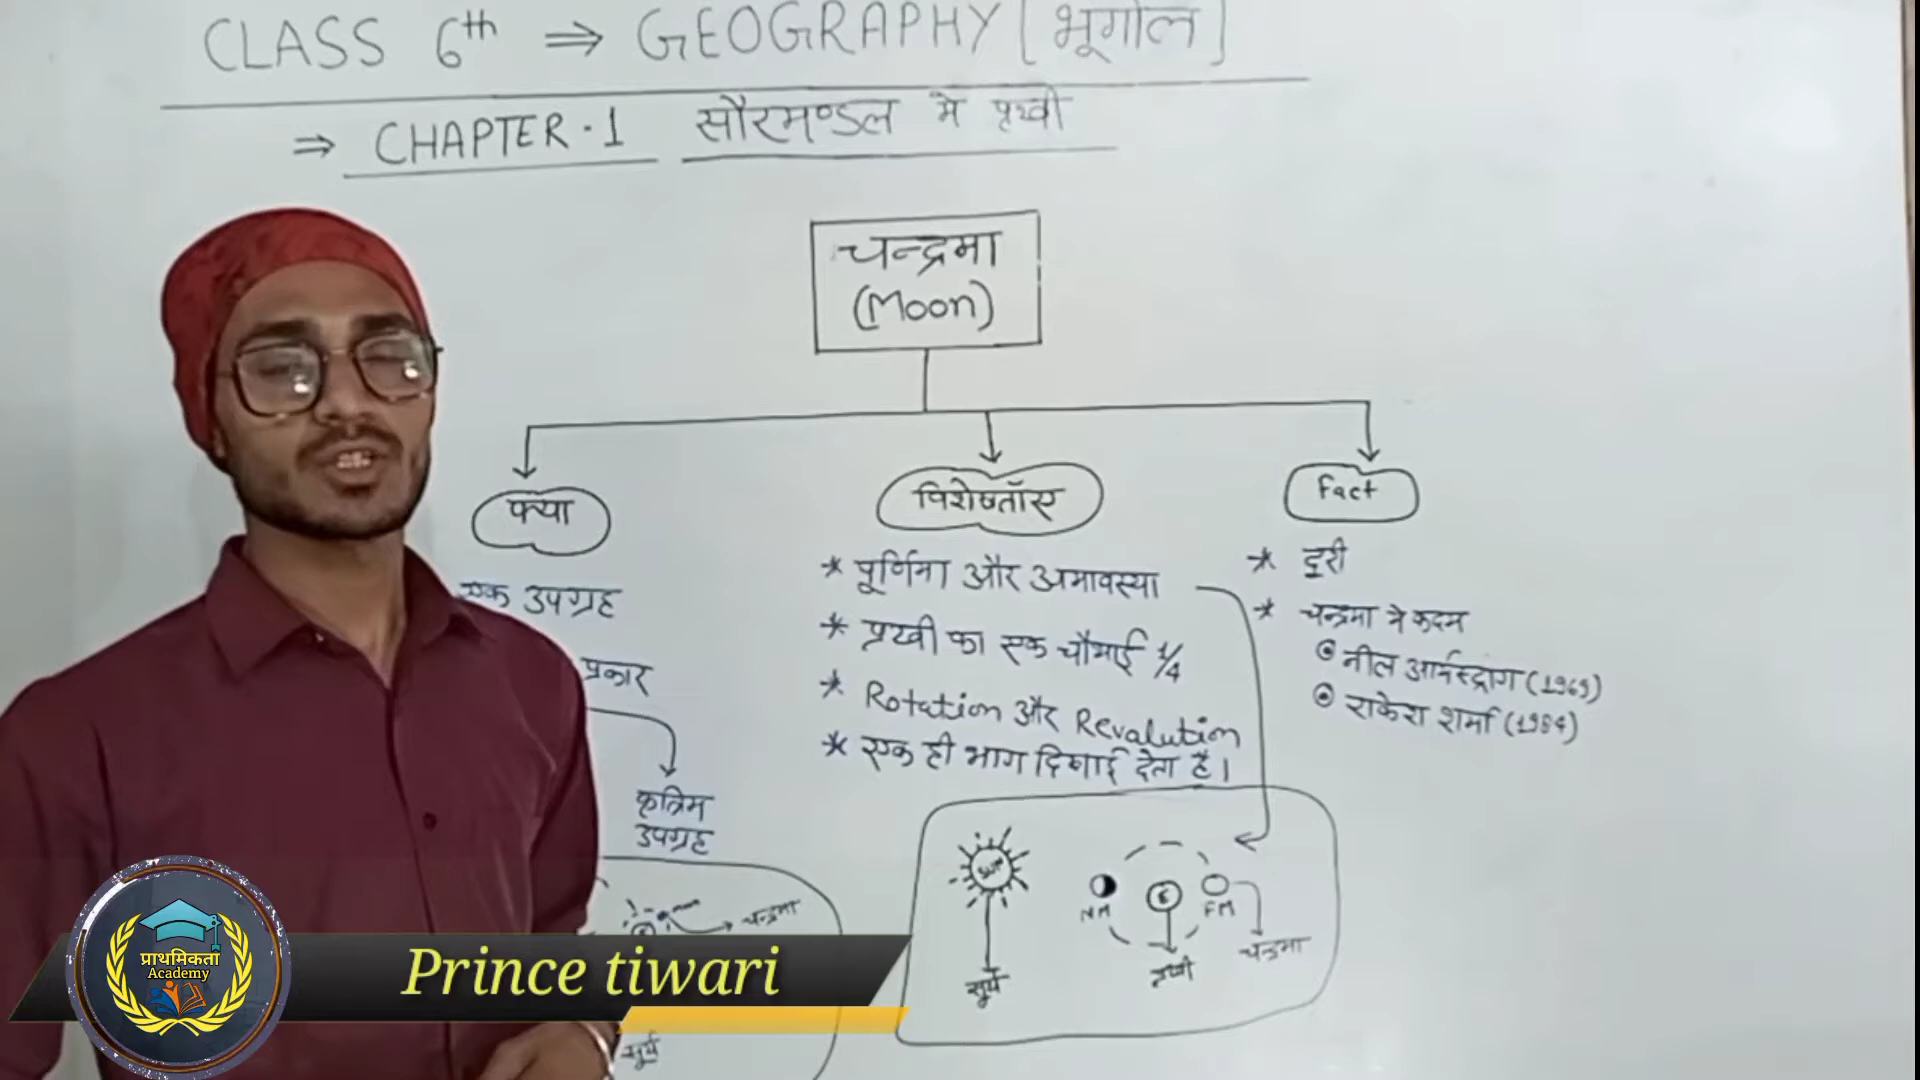 CLASS 6th ⇒ GEOGRAPHY [भूगोल]
⇒ CHAPTER-1 सौरमण्डल मे पृथ्वी
चन्द्रमा
(Moon)
क्या
एक उपग्रह
प्रकार
कृत्रिम
उपग्रह
चन्द्रमा
सूर्य
विशेषताँए
* पूर्णिमा और अमावस्या
* पृथ्वी का एक चौथाई 1/4
* Rotation और Revalution
* एक ही भाग दिखाई देता है।
SUN
सूर्य
NM
E
FM
पृथ्वी
चन्द्रमा
Fact
* दूरी
* चन्द्रमा मे कदम
नील आर्मस्ट्रांग (1969)
राकेश शर्मा (1984)
प्राथमिकता
Academy
Prince tiwari